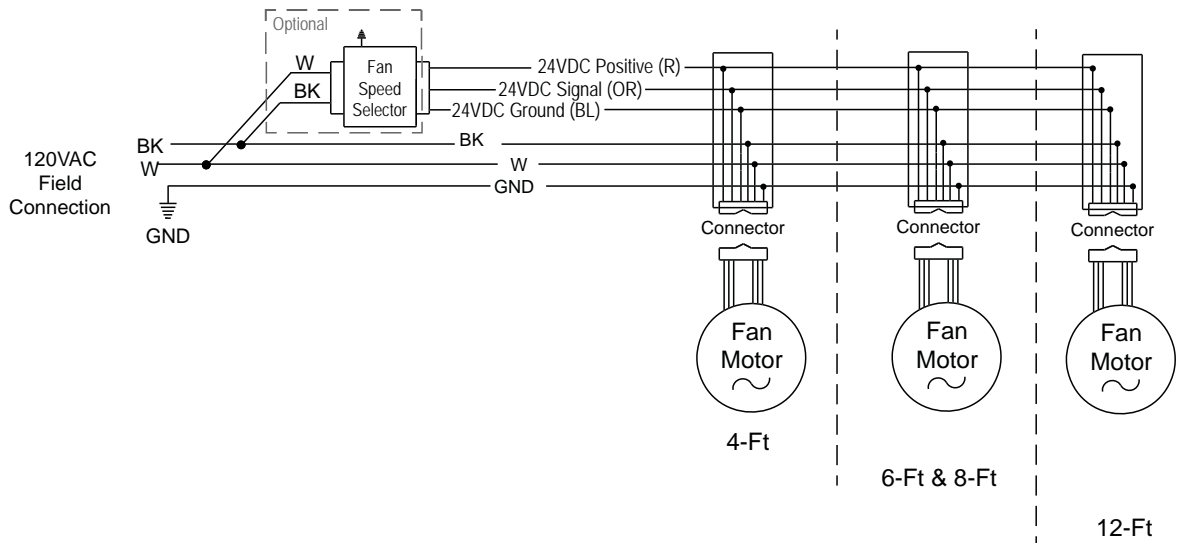 Optional
W
BK
Fan
Speed
Selector
24VDC Positive (R)
24VDC Signal (OR)
24VDC Ground (BL)
BK
W
120VAC
Field
Connection
BK
W
GND
GND
Connector
Connector
Connector
Fan
Motor
Fan
Motor
Fan
Motor
4-Ft
6-Ft & 8-Ft
12-Ft